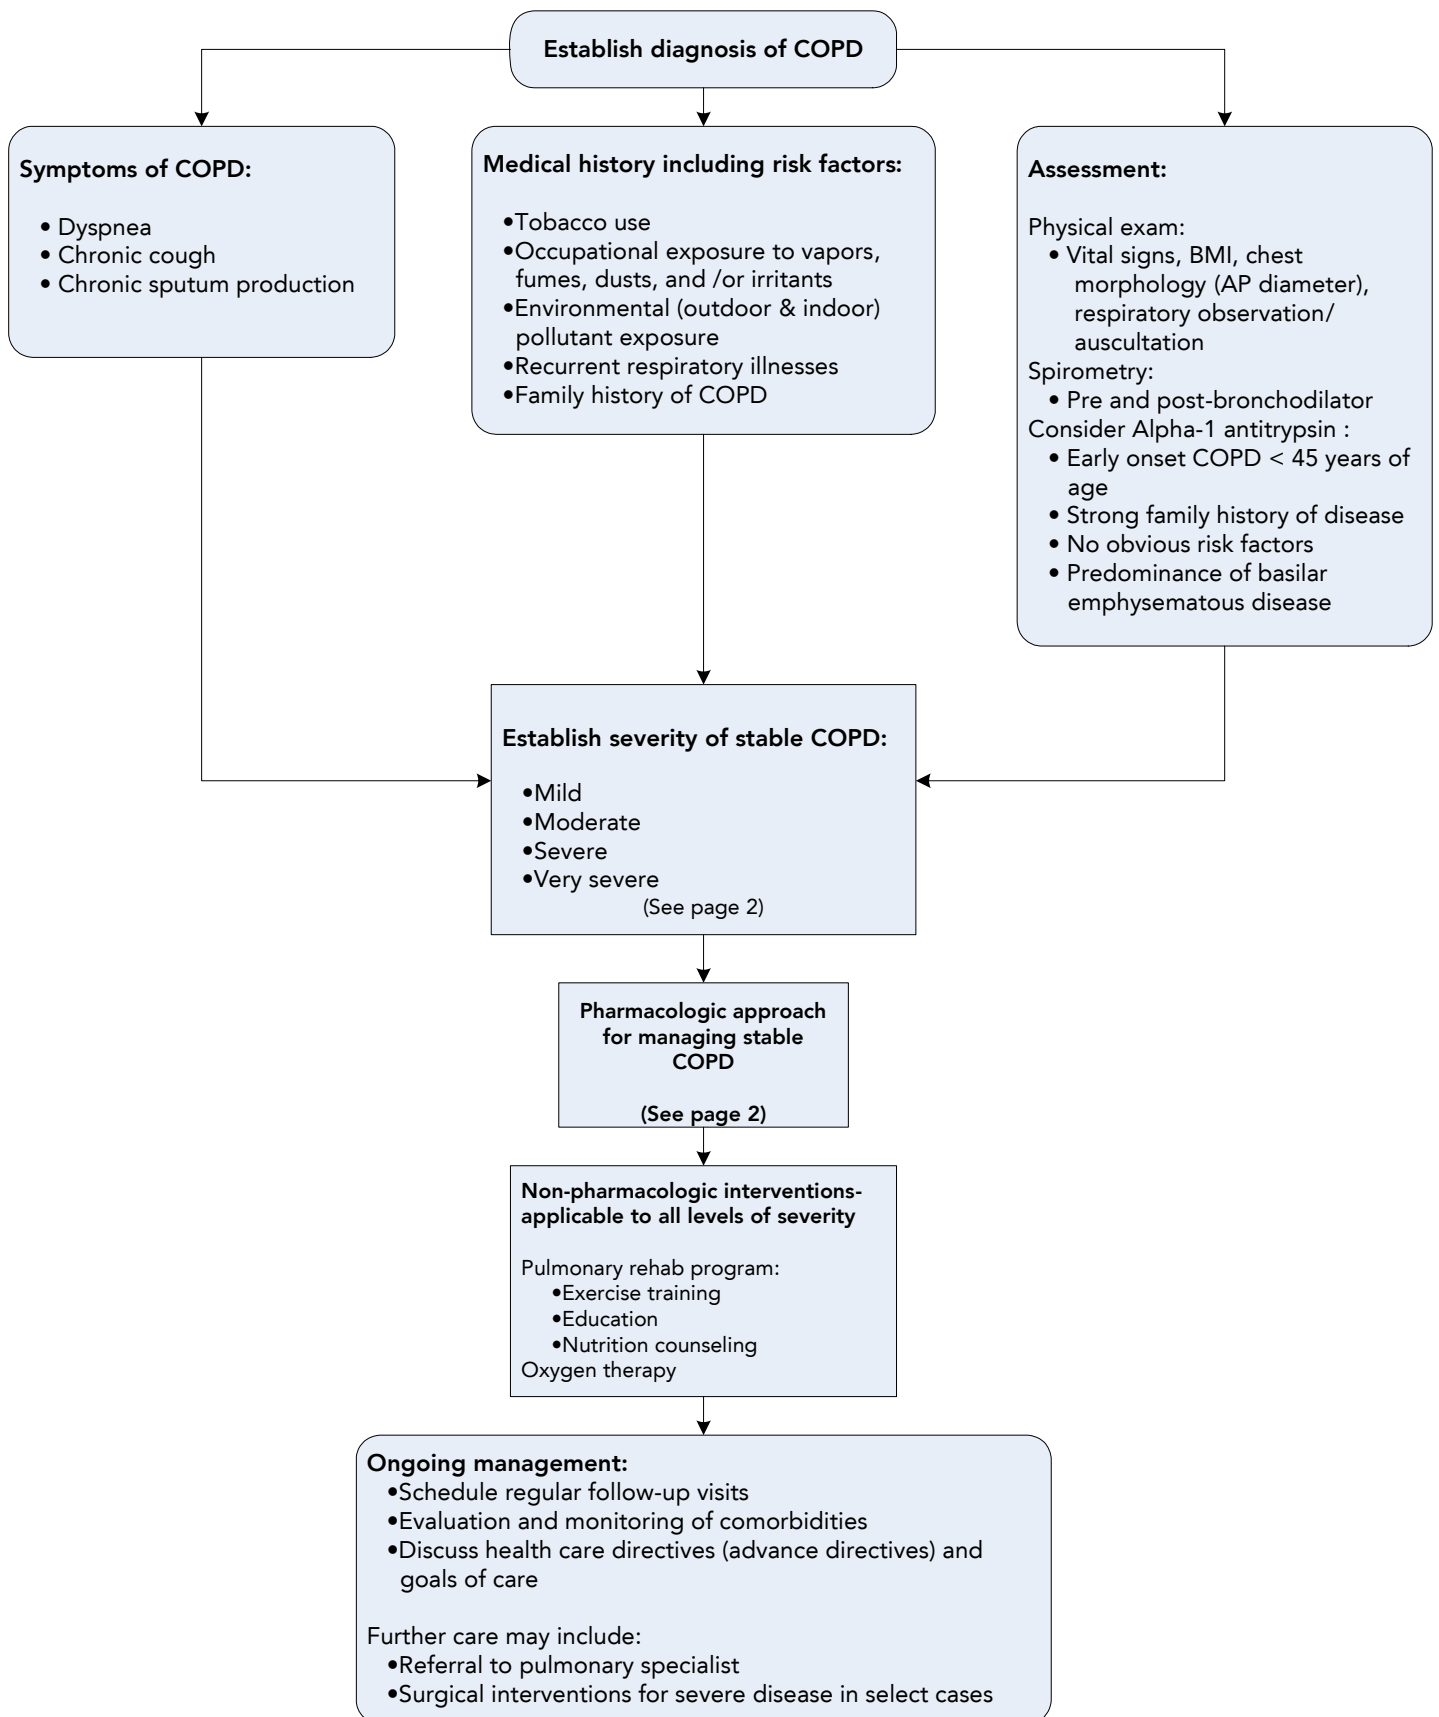 Establish diagnosis of COPD
Symptoms of COPD:
• Dyspnea
• Chronic cough
• Chronic sputum production
Medical history including risk factors:
•Tobacco use
•Occupational exposure to vapors,
fumes, dusts, and /or irritants
•Environmental (outdoor & indoor)
pollutant exposure
•Recurrent respiratory illnesses
•Family history of COPD
Assessment:
Physical exam:
• Vital signs, BMI, chest
morphology (AP diameter),
respiratory observation/
auscultation
Spirometry:
• Pre and post-bronchodilator
Consider Alpha-1 antitrypsin :
• Early onset COPD < 45 years of
age
• Strong family history of disease
• No obvious risk factors
• Predominance of basilar
emphysematous disease
Establish severity of stable COPD:
•Mild
•Moderate
•Severe
•Very severe
(See page 2)
Pharmacologic approach
for managing stable
COPD
(See page 2)
Non-pharmacologic interventions-
applicable to all levels of severity
Pulmonary rehab program:
•Exercise training
•Education
•Nutrition counseling
Oxygen therapy
Ongoing management:
•Schedule regular follow-up visits
•Evaluation and monitoring of comorbidities
•Discuss health care directives (advance directives) and
goals of care
Further care may include:
•Referral to pulmonary specialist
•Surgical interventions for severe disease in select cases